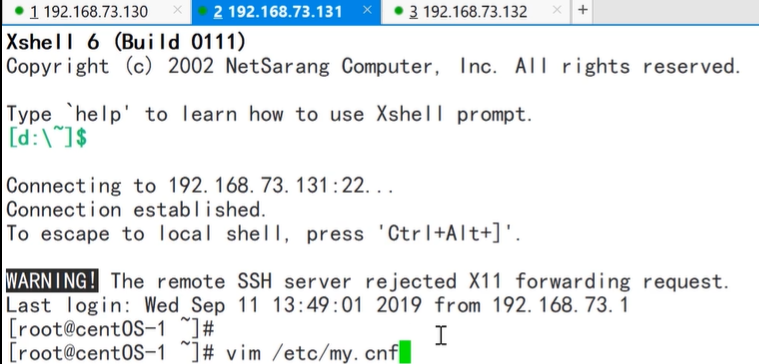 1 192.168.73.130 × 2 192.168.73.131 × 3 192.168.73.132 × +
Xshell 6 (Build 0111)
Copyright (c) 2002 NetSarang Computer, Inc. All rights reserved.
Type `help' to learn how to use Xshell prompt.
[d:\~]$
Connecting to 192.168.73.131:22...
Connection established.
To escape to local shell, press 'Ctrl+Alt+]'.
WARNING! The remote SSH server rejected X11 forwarding request.
Last login: Wed Sep 11 13:49:01 2019 from 192.168.73.1
[root@centOS-1 ~]#
[root@centOS-1 ~]# vim /etc/my.cnf